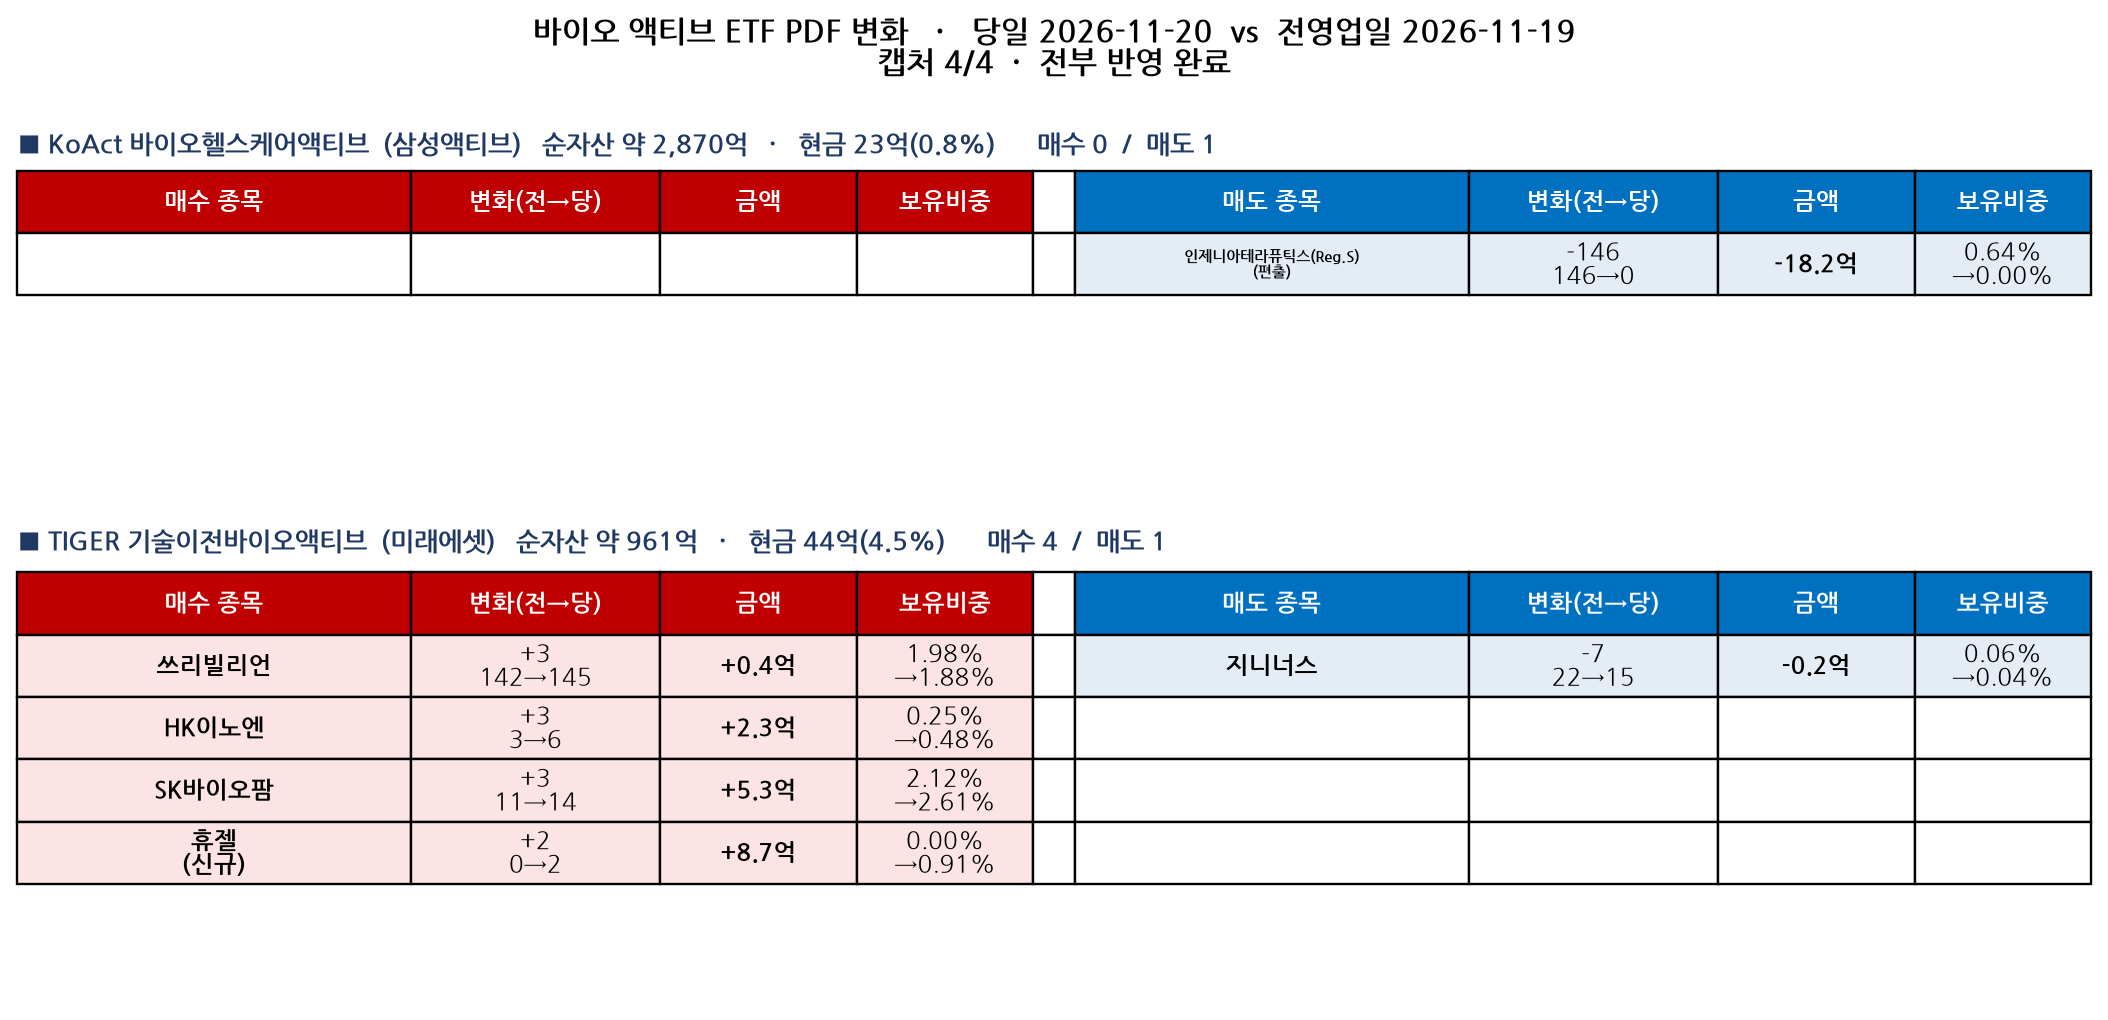 바이오 액티브 ETF PDF 변화 · 당일 2026-11-20 vs 전영업일 2026-11-19
캡처 4/4 · 전부 반영 완료
■ KoAct 바이오헬스케어액티브 (삼성액티브) 순자산 약 2,870억 · 현금 23억(0.8%) 매수 0 / 매도 1
매수 종목 변화(전→당) 금액 보유비중 매도 종목 변화(전→당) 금액 보유비중
인제니아테라퓨틱스(Reg.S)
(편출)
-146
146→0
-18.2억
0.64%
→0.00%
■ TIGER 기술이전바이오액티브 (미래에셋) 순자산 약 961억 · 현금 44억(4.5%) 매수 4 / 매도 1
매수 종목 변화(전→당) 금액 보유비중 매도 종목 변화(전→당) 금액 보유비중
쓰리빌리언
+3
142→145
+0.4억
1.98%
→1.88%
지니너스
-7
22→15
-0.2억
0.06%
→0.04%
HK이노엔
+3
3→6
+2.3억
0.25%
→0.48%
SK바이오팜
+3
11→14
+5.3억
2.12%
→2.61%
휴젤
(신규)
+2
0→2
+8.7억
0.00%
→0.91%